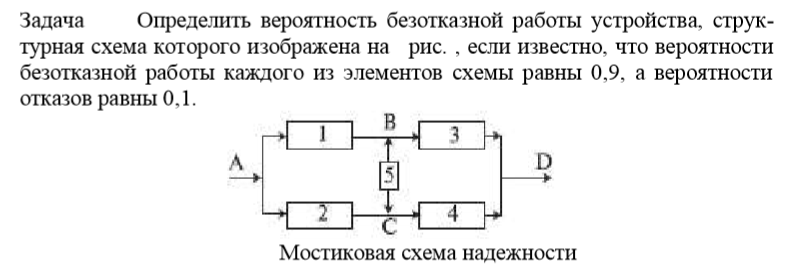 Задача Определить вероятность безотказной работы устройства, струк-
турная схема которого изображена на рис. , если известно, что вероятности
безотказной работы каждого из элементов схемы равны 0,9, а вероятности
отказов равны 0,1.
B
1
3
A
5
D
2
4
C
Мостиковая схема надежности